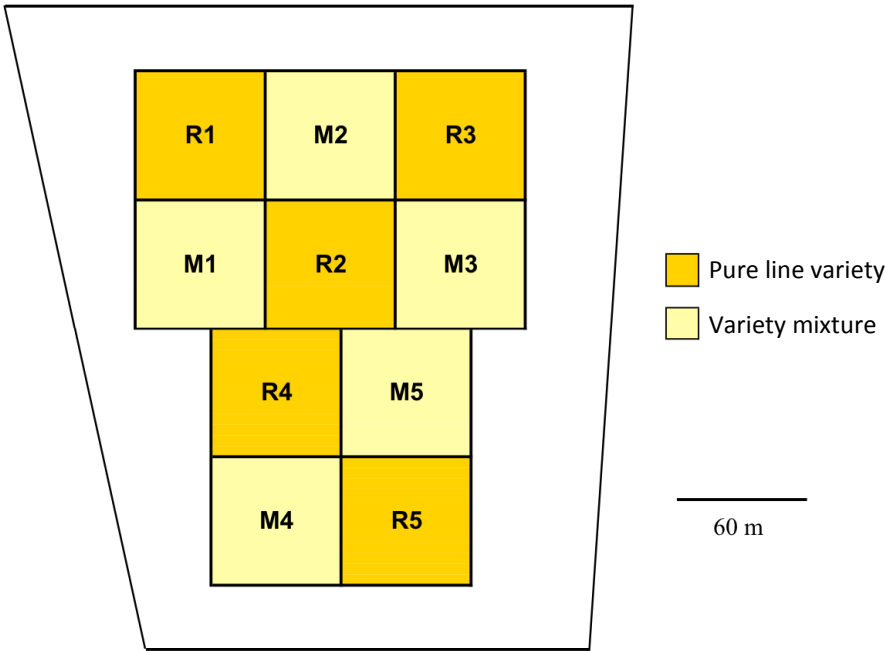 R1
M2
R3
M1
R2
M3
Pure line variety
Variety mixture
R4
M5
M4
R5
60 m